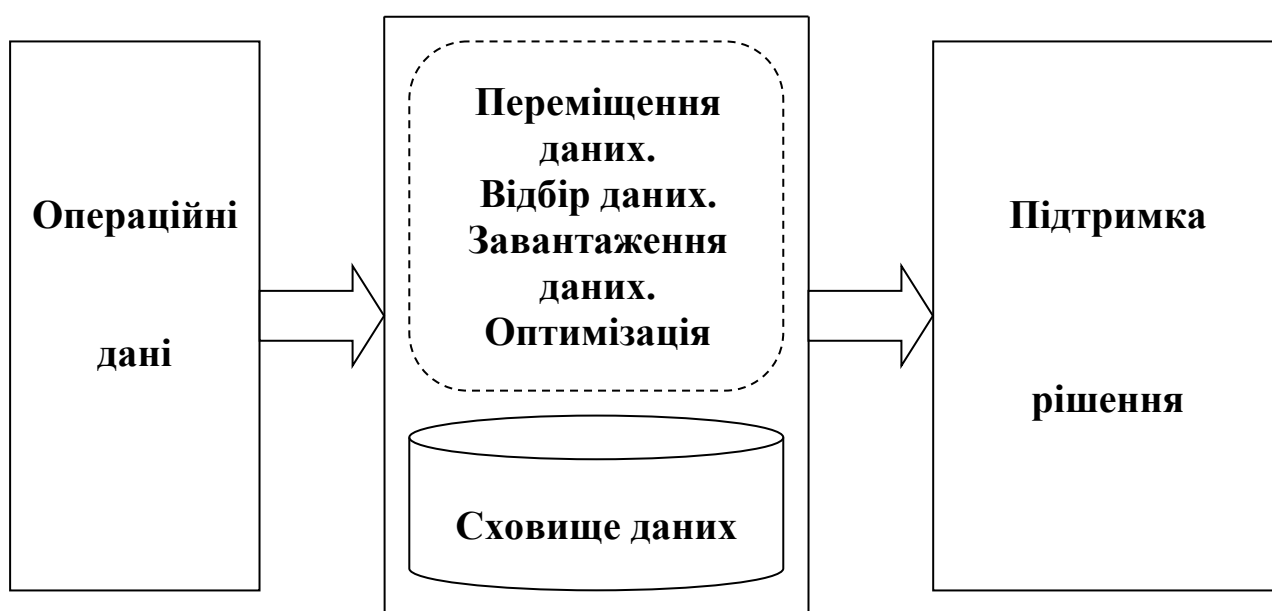 Операційні
дані
Переміщення
даних.
Відбір даних.
Завантаження
даних.
Оптимізація
Сховище даних
Підтримка
рішення